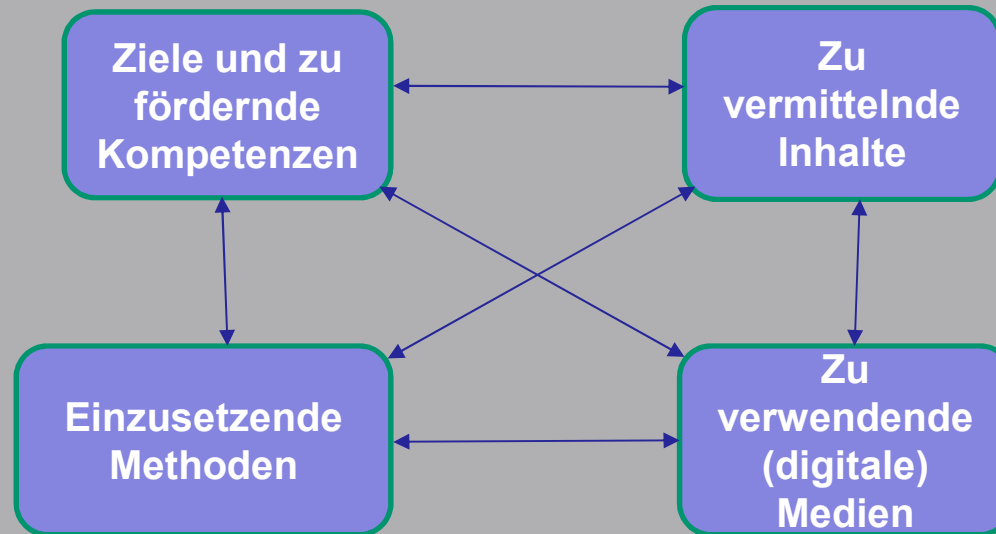 Ziele und zu
fördernde
Kompetenzen
Zu
vermittelnde
Inhalte
Einzusetzende
Methoden
Zu
verwendende
(digitale)
Medien